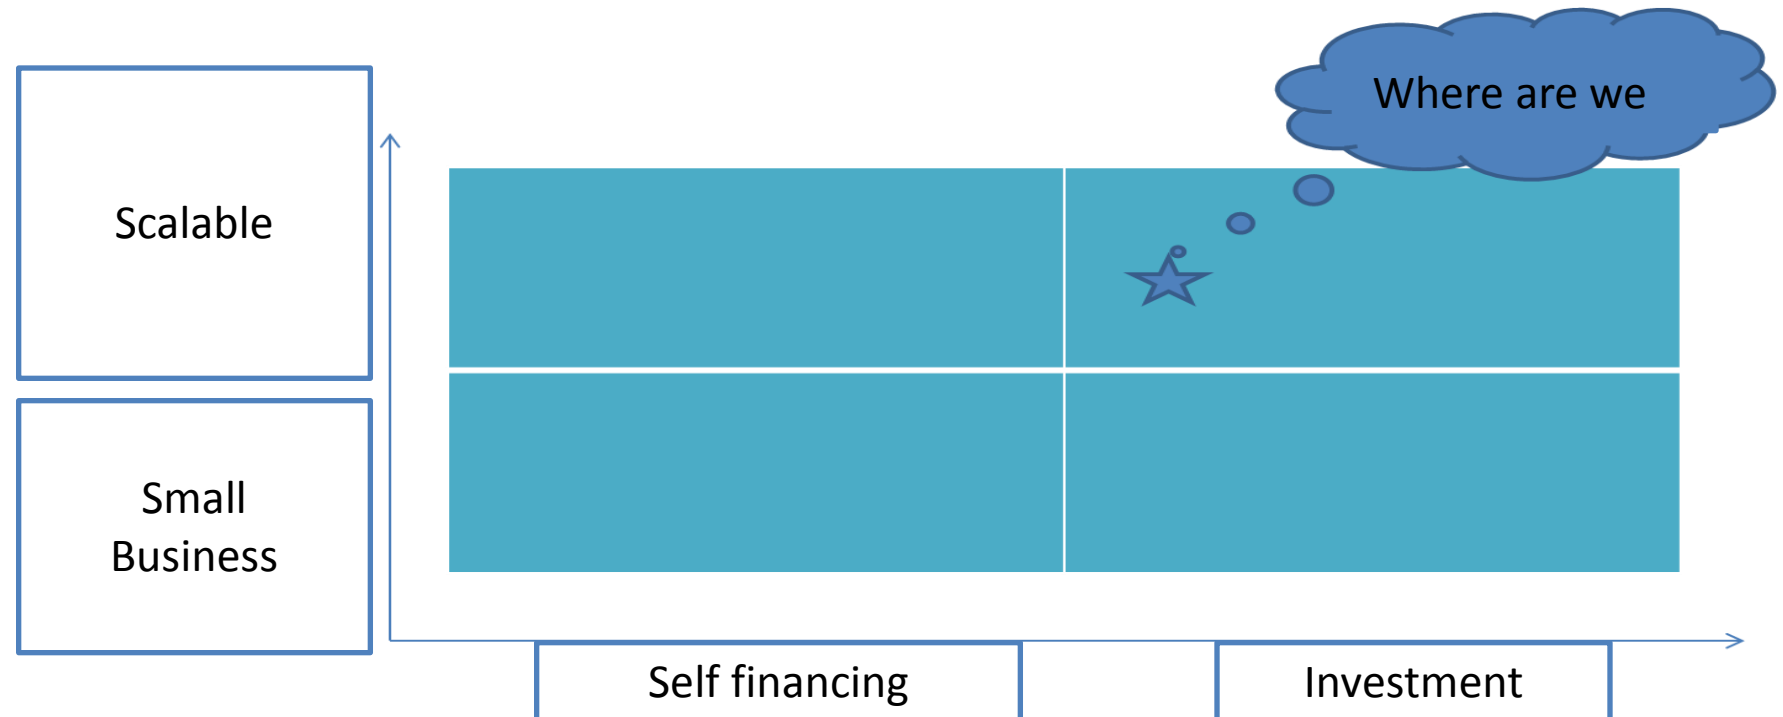 Where are we
Scalable
Small
Business
Self financing
Investment